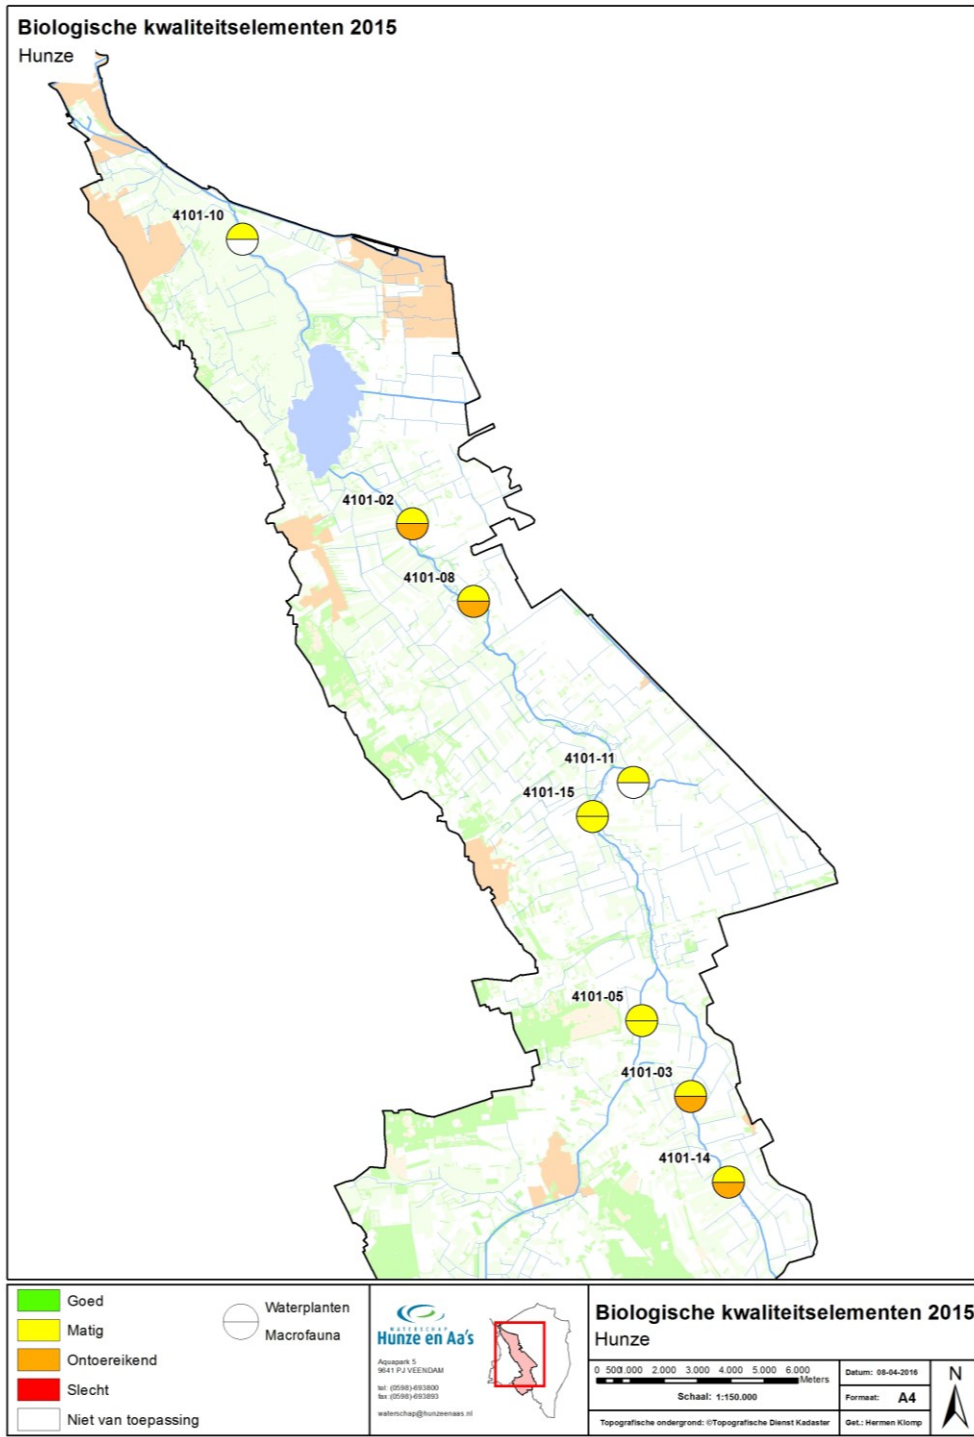 Biologische kwaliteitselementen 2015
Hunze
4101-10
4101-02
4101-08
4101-11
4101-15
4101-05
4101-03
4101-14
Goed
Matig
Ontoereikend
Slecht
Niet van toepassing
Waterplanten
Macrofauna
WATERSCHAP
Hunze en Aa's
Aquapark 5
9641 PJ VEENDAM
tel: (0598)-693800
fax: (0598)-693893
waterschap@hunzeenaas.nl
Biologische kwaliteitselementen 2015
Hunze
0 500 1.000 2.000 3.000 4.000 5.000 6.000
Meters
Schaal: 1:150.000
Topografische ondergrond: ©Topografische Dienst Kadaster
Datum: 08-04-2016
Formaat: A4
Get.: Hermen Klomp
N